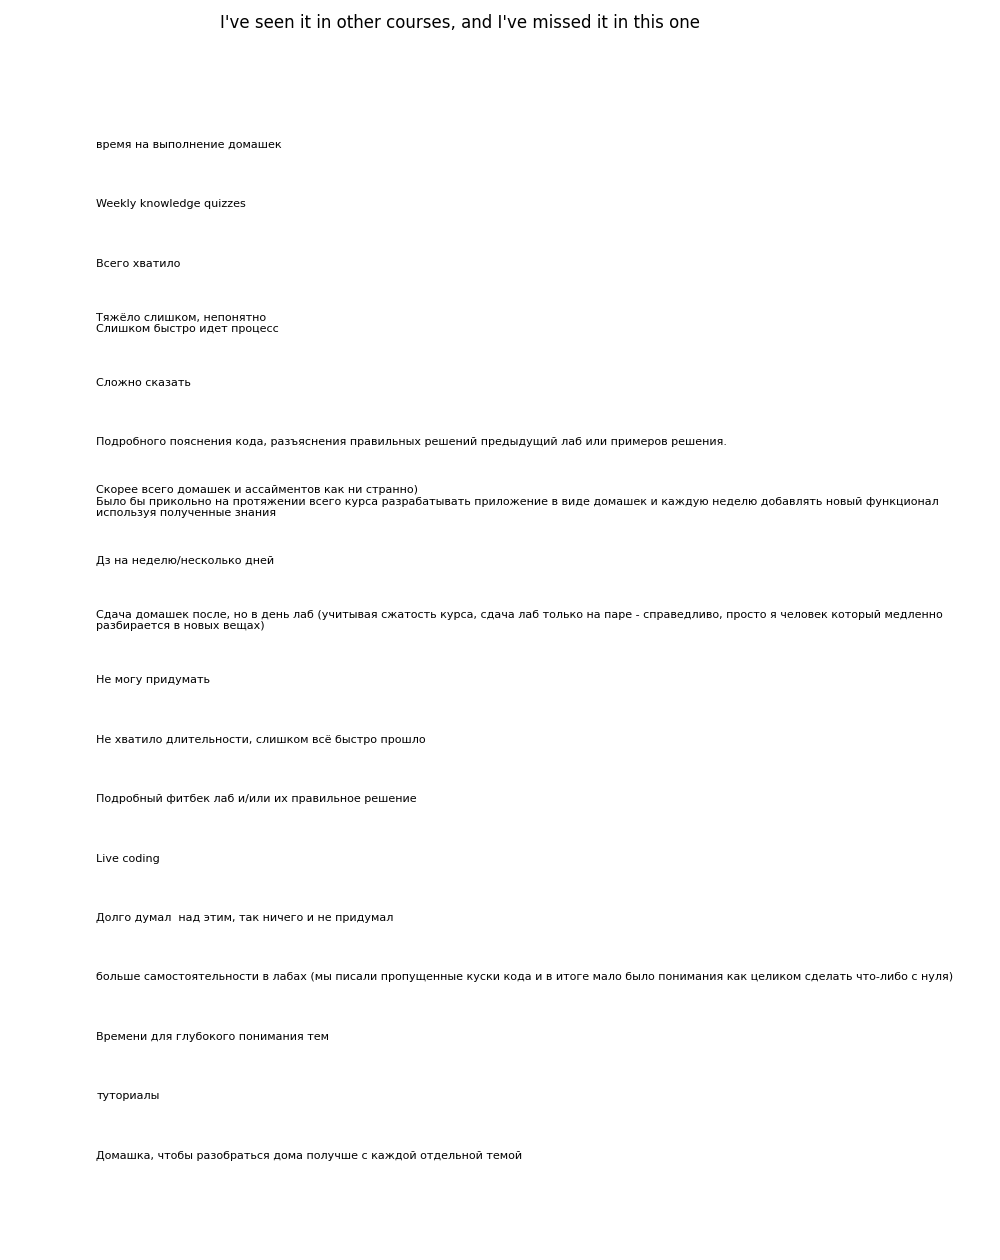 I've seen it in other courses, and I've missed it in this one
время на выполнение домашек
Weekly knowledge quizzes
Всего хватило
Тяжёло слишком, непонятно
Слишком быстро идет процесс
Сложно сказать
Подробного пояснения кода, разъяснения правильных решений предыдущий лаб или примеров решения.
Скорее всего домашек и ассайментов как ни странно)
Было бы прикольно на протяжении всего курса разрабатывать приложение в виде домашек и каждую неделю добавлять новый функционал
используя полученные знания
Дз на неделю/несколько дней
Сдача домашек после, но в день лаб (учитывая сжатость курса, сдача лаб только на паре - справедливо, просто я человек который медленно
разбирается в новых вещах)
Не могу придумать
Не хватило длительности, слишком всё быстро прошло
Подробный фитбек лаб и/или их правильное решение
Live coding
Долго думал  над этим, так ничего и не придумал
больше самостоятельности в лабах (мы писали пропущенные куски кода и в итоге мало было понимания как целиком сделать что-либо с нуля)
Времени для глубокого понимания тем
туториалы
Домашка, чтобы разобраться дома получше с каждой отдельной темой